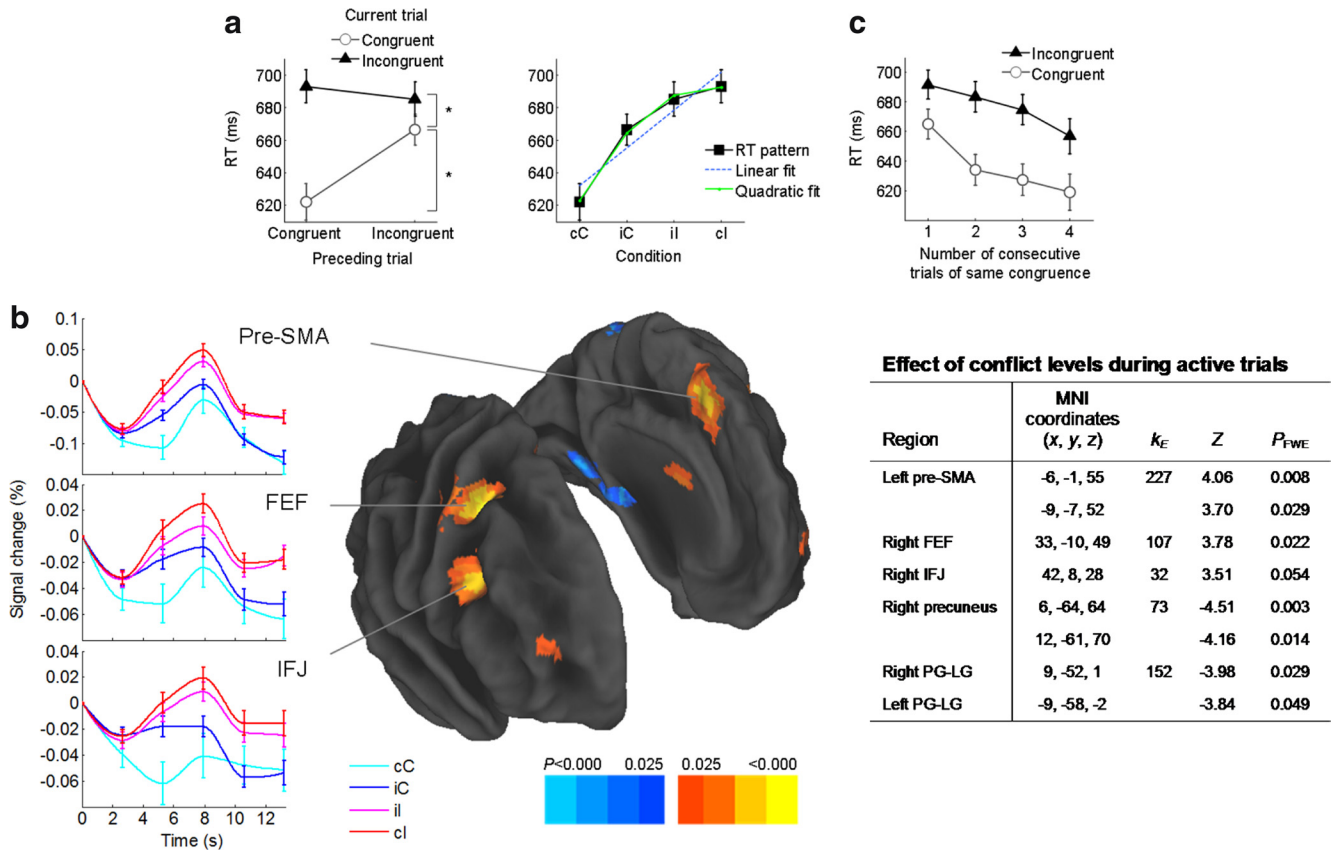 a
Current trial
Congruent
Incongruent
700
680
660
640
620
RT (ms)
*
*
Congruent
Incongruent
Preceding trial
700
680
660
640
620
RT pattern
Linear fit
Quadratic fit
cC
iC
iI
cI
Condition
c
Incongruent
Congruent
700
680
660
640
620
RT (ms)
1
2
3
4
Number of consecutive
trials of same congruence
b
0.1
0.05
0
-0.05
-0.1
Pre-SMA
0.04
0.02
0
-0.02
-0.04
-0.06
FEF
Signal change (%)
0.04
0.02
0
-0.02
-0.04
-0.06
IFJ
0 2 4 6 8 10 12
Time (s)
cC
iC
iI
cI
P<0.000 0.025 0.025 <0.000
Effect of conflict levels during active trials
Region MNI coordinates (x, y, z) kE Z PFWE
Left pre-SMA -6, -1, 55 227 4.06 0.008
-9, -7, 52 3.70 0.029
Right FEF 33, -10, 49 107 3.78 0.022
Right IFJ 42, 8, 28 32 3.51 0.054
Right precuneus 6, -64, 64 73 -4.51 0.003
12, -61, 70 -4.16 0.014
Right PG-LG 9, -52, 1 152 -3.98 0.029
Left PG-LG -9, -58, -2 -3.84 0.049